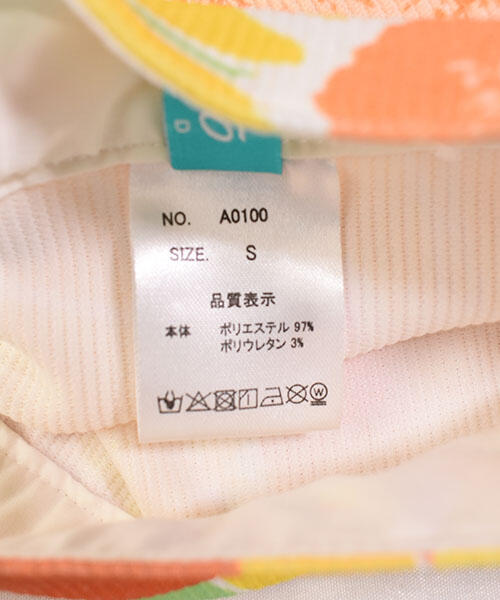 NO. A0100
SIZE. S
品質表示
本体 ポリエステル 97%
ポリウレタン 3%
W